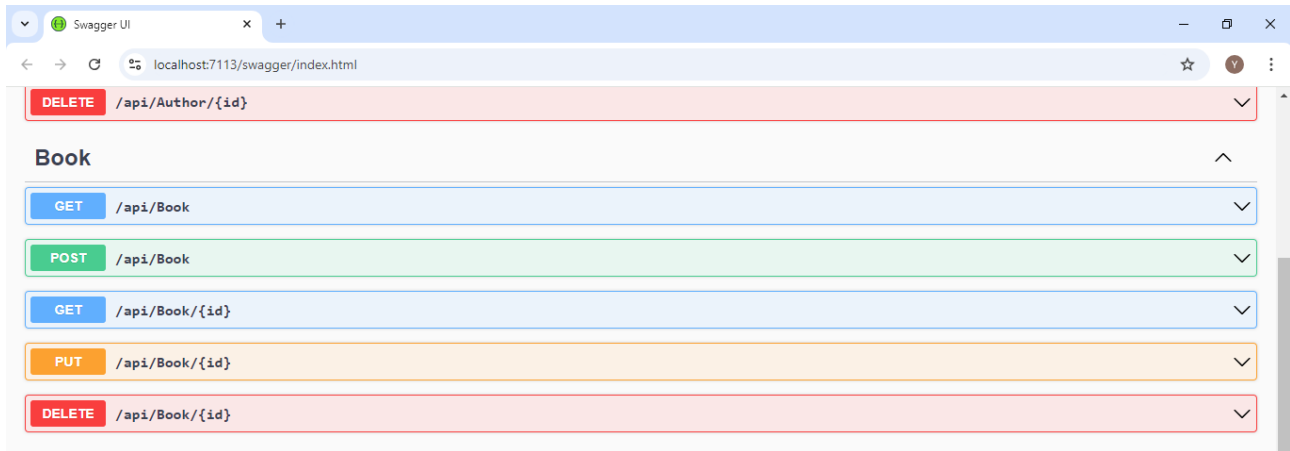 Swagger UI
localhost:7113/swagger/index.html
Y
DELETE /api/Author/{id}
Book
GET /api/Book
POST /api/Book
GET /api/Book/{id}
PUT /api/Book/{id}
DELETE /api/Book/{id}